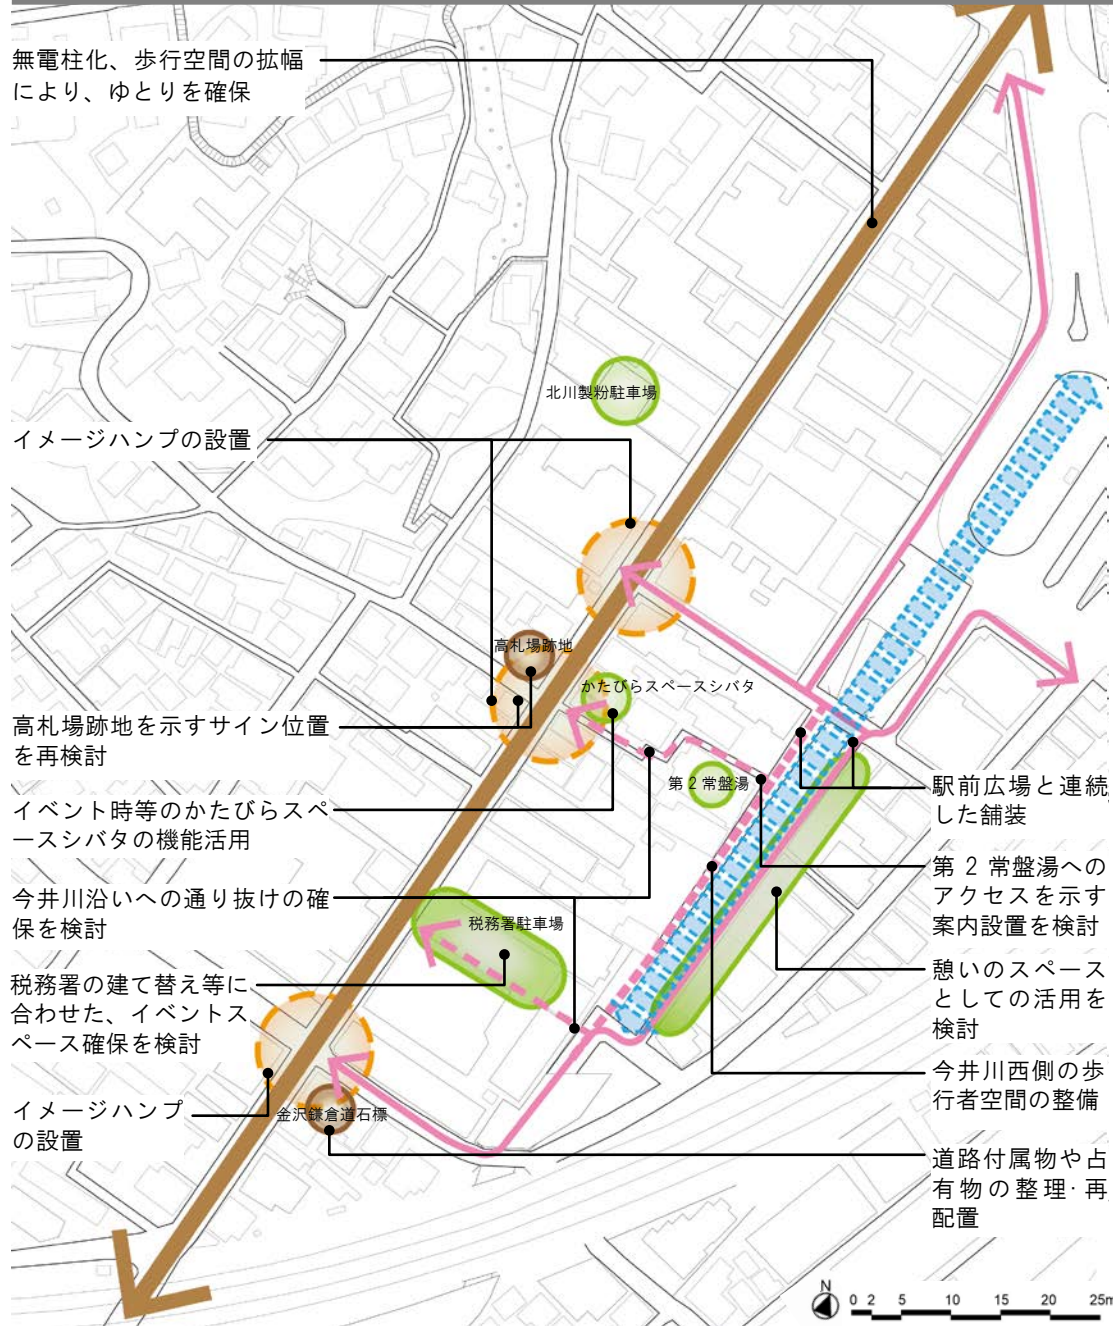 無電柱化、歩行空間の拡幅
により、ゆとりを確保
北川製粉駐車場
イメージハンプの設置
高札場跡地
かたびらスペースシバタ
高札場跡地を示すサイン位置
を再検討
第2常盤湯
駅前広場と連続
した舗装
イベント時等のかたびらスペ
ースシバタの機能活用
第2常盤湯への
アクセスを示す
案内設置を検討
今井川沿いへの通り抜けの確
保を検討
税務署駐車場
憩いのスペース
としての活用を
検討
税務署の建て替え等に
合わせた、イベントス
ペース確保を検討
今井川西側の歩
行者空間の整備
イメージハンプ
の設置
金沢鎌倉道石標
道路付属物や占
有物の整理·再
配置
N
0 2 5 10 15 20 25m